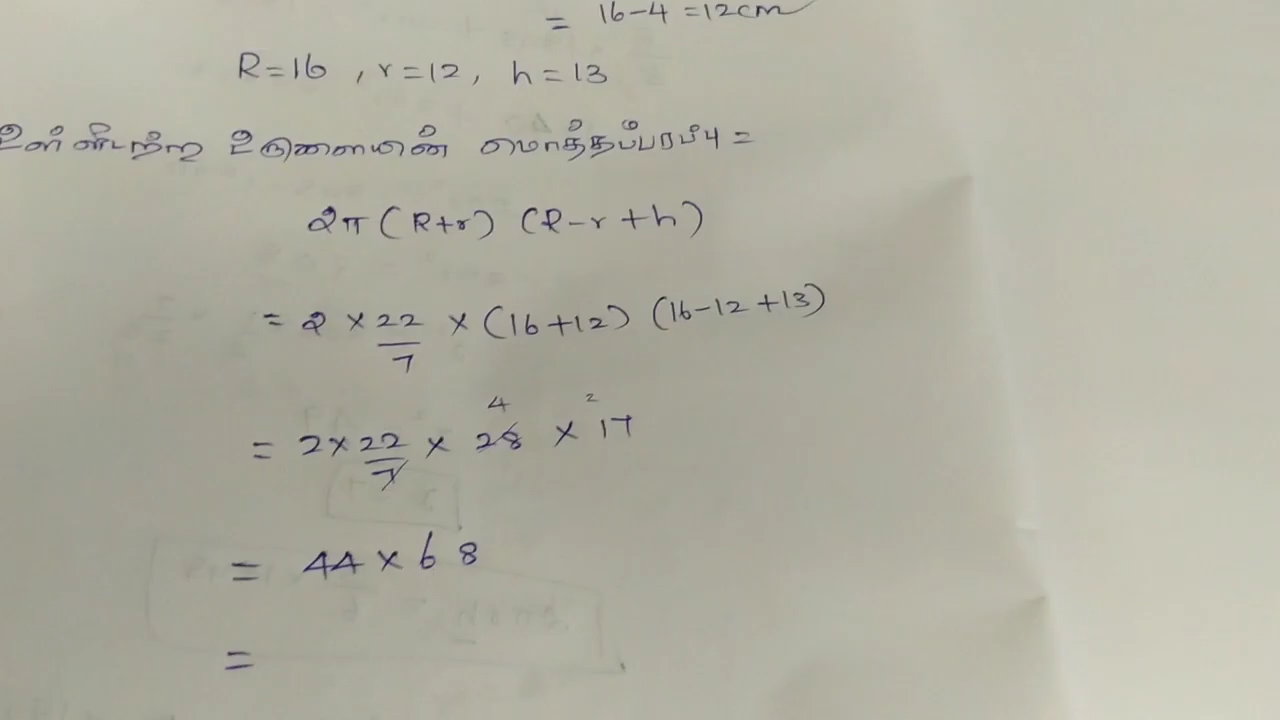 = 16-4 =12cm
R=16 , r=12, h=13
உள்ளீடற்ற உருளையின் மொத்தப்பரப்பு =
2π (R+r) (R-r+h)
= 2 × 22/7 × (16+12) (16-12+13)
4 2
= 2×22/7 × 28 × 17
= 44 × 68
=